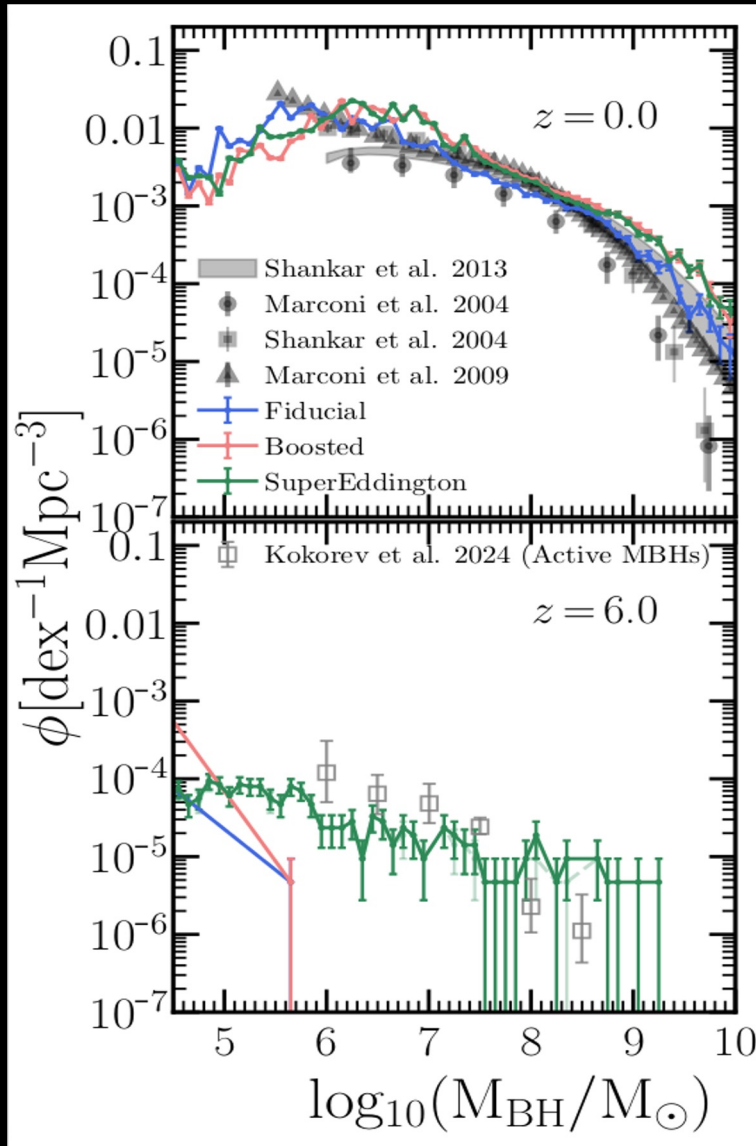 0.1
0.01
10⁻³
10⁻⁴
10⁻⁵
10⁻⁶
10⁻⁷
z = 0.0
Shankar et al. 2013
Marconi et al. 2004
Shankar et al. 2004
Marconi et al. 2009
Fiducial
Boosted
SuperEddington
ϕ[dex⁻¹Mpc⁻³]
Kokorev et al. 2024 (Active MBHs)
z = 6.0
0.1
0.01
10⁻³
10⁻⁴
10⁻⁵
10⁻⁶
10⁻⁷
5 6 7 8 9 10
log₁₀(M_BH/M_⊙)